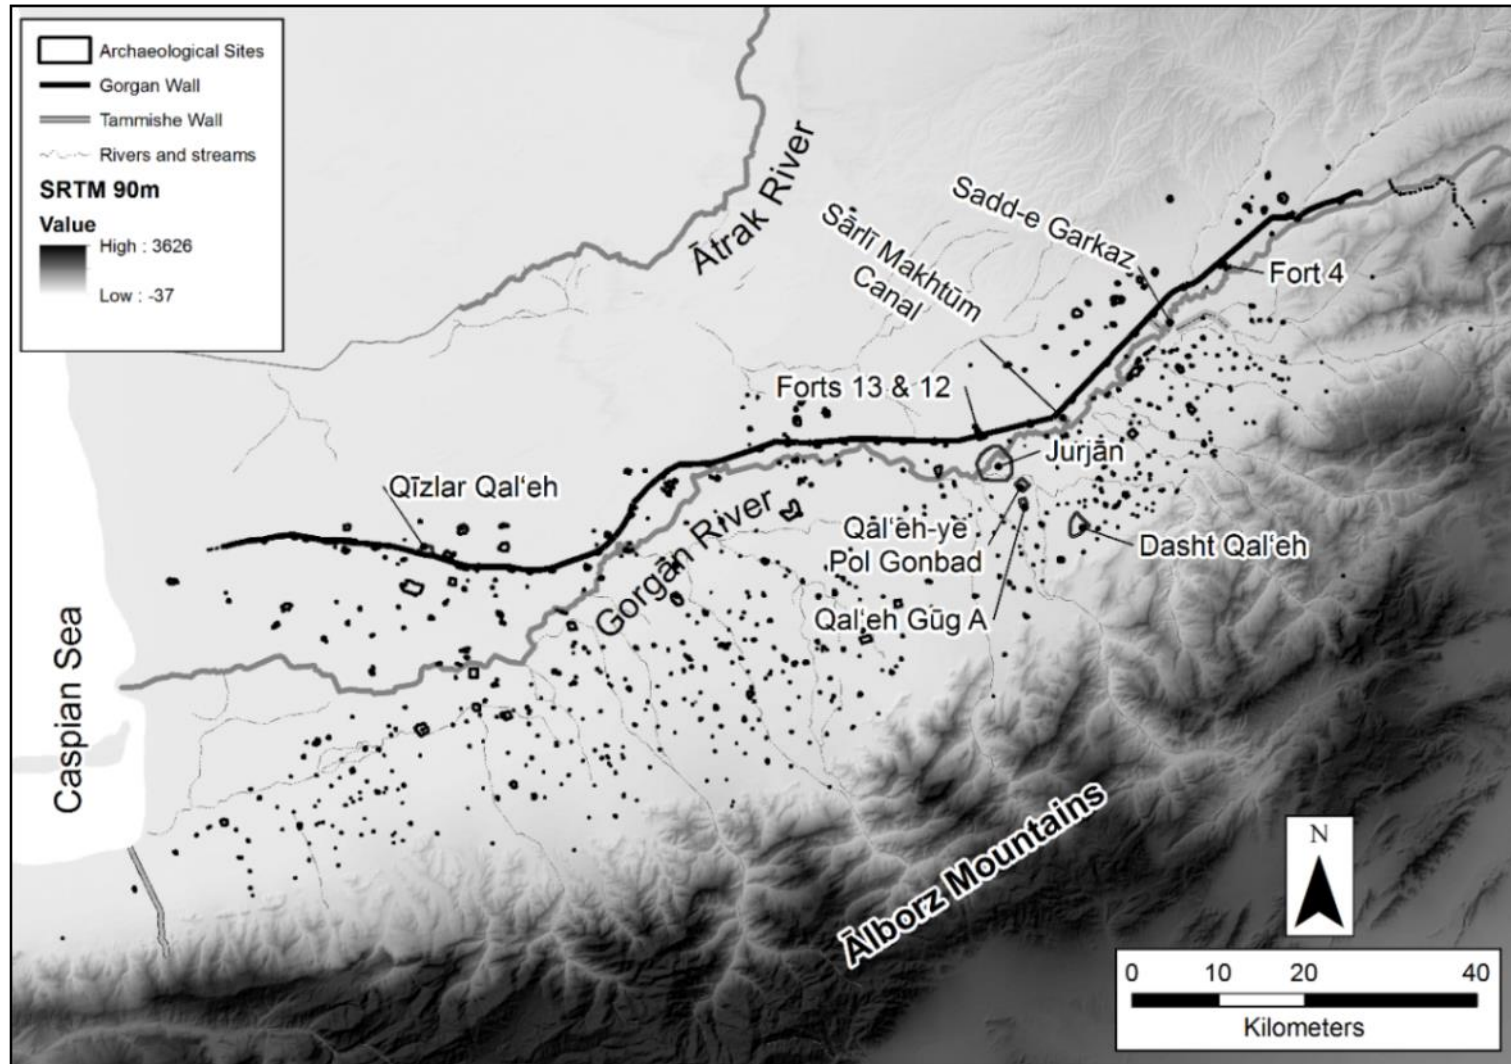 Archaeological Sites
Gorgan Wall
Tammishe Wall
Rivers and streams
SRTM 90m
Value
High : 3626
Low : -37
Ātrak River
Sārlī Makhtūm
Canal
Sadd-e Garkaz
Fort 4
Forts 13 & 12
Jurjān
Qīzlar Qal‘eh
Gorgān River
Qal‘eh-ye
Pol Gonbad
Dasht Qal‘eh
Qal‘eh Gūg A
Caspian Sea
Ālborz Mountains
N
0 10 20 40
Kilometers